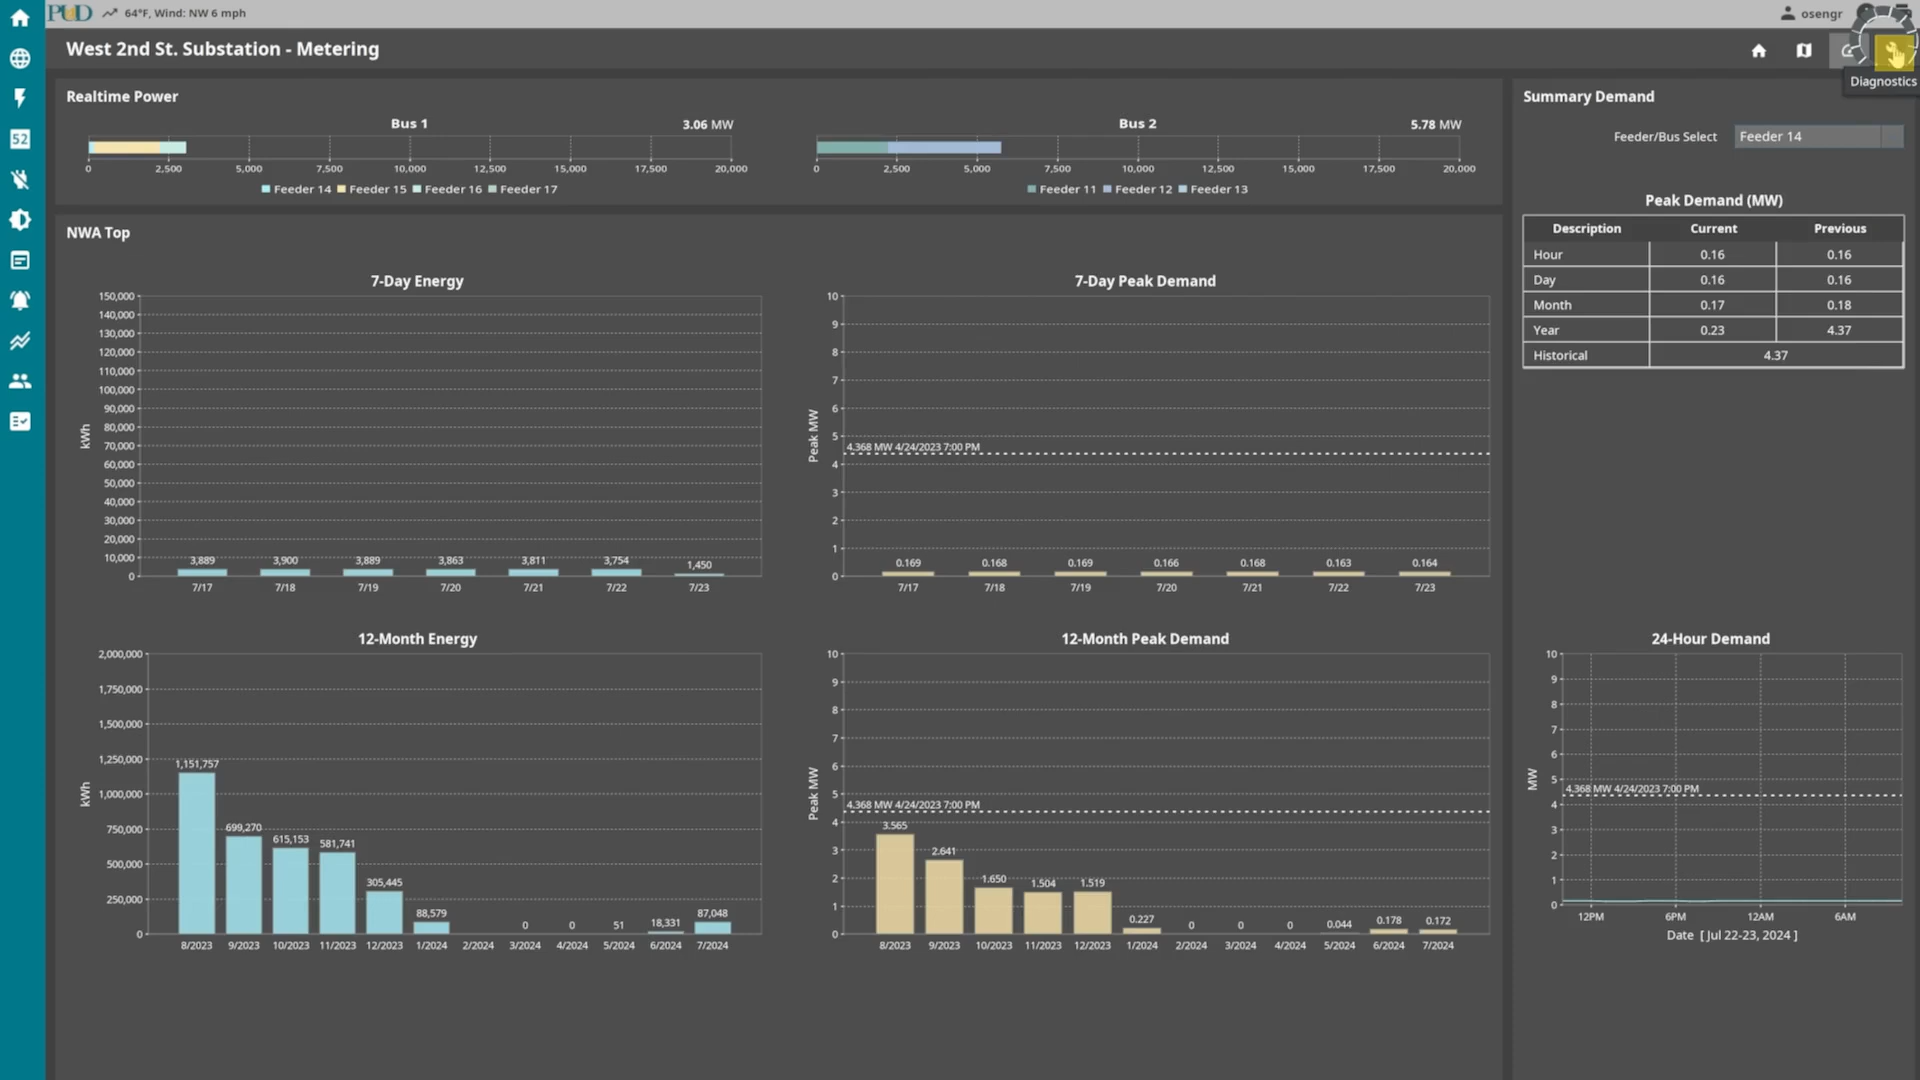 PUD 64°F, Wind: NW 6 mph osengr
West 2nd St. Substation - Metering
Diagnostics
52
Realtime Power
Bus 1 3.06 MW
0 2,500 5,000 7,500 10,000 12,500 15,000 17,500 20,000
Feeder 14 Feeder 15 Feeder 16 Feeder 17
Bus 2 5.78 MW
0 2,500 5,000 7,500 10,000 12,500 15,000 17,500 20,000
Feeder 11 Feeder 12 Feeder 13
Summary Demand
Feeder/Bus Select Feeder 14
Peak Demand (MW)
Description Current Previous
Hour 0.16 0.16
Day 0.16 0.16
Month 0.17 0.18
Year 0.23 4.37
Historical 4.37
NWA Top
7-Day Energy
kWh
150,000
140,000
130,000
120,000
110,000
100,000
90,000
80,000
70,000
60,000
50,000
40,000
30,000
20,000
10,000
0
3,889 3,900 3,889 3,863 3,811 3,754 1,450
7/17 7/18 7/19 7/20 7/21 7/22 7/23
7-Day Peak Demand
Peak MW
10
9
8
7
6
5
4.368 MW 4/24/2023 7:00 PM
4
3
2
1
0
0.169 0.168 0.169 0.166 0.168 0.163 0.164
7/17 7/18 7/19 7/20 7/21 7/22 7/23
12-Month Energy
kWh
2,000,000
1,750,000
1,500,000
1,250,000
1,000,000
750,000
500,000
250,000
0
1,151,757 699,270 615,153 581,741 305,445 88,579 0 0 51 18,331 87,048
8/2023 9/2023 10/2023 11/2023 12/2023 1/2024 2/2024 3/2024 4/2024 5/2024 6/2024 7/2024
12-Month Peak Demand
Peak MW
10
9
8
7
6
5
4.368 MW 4/24/2023 7:00 PM
4
3
2
1
0
3.565 2.641 1.650 1.504 1.519 0.227 0 0 0 0.044 0.178 0.172
8/2023 9/2023 10/2023 11/2023 12/2023 1/2024 2/2024 3/2024 4/2024 5/2024 6/2024 7/2024
24-Hour Demand
MW
10
9
8
7
6
5
4.368 MW 4/24/2023 7:00 PM
4
3
2
1
0
12PM 6PM 12AM 6AM
Date [ Jul 22-23, 2024 ]